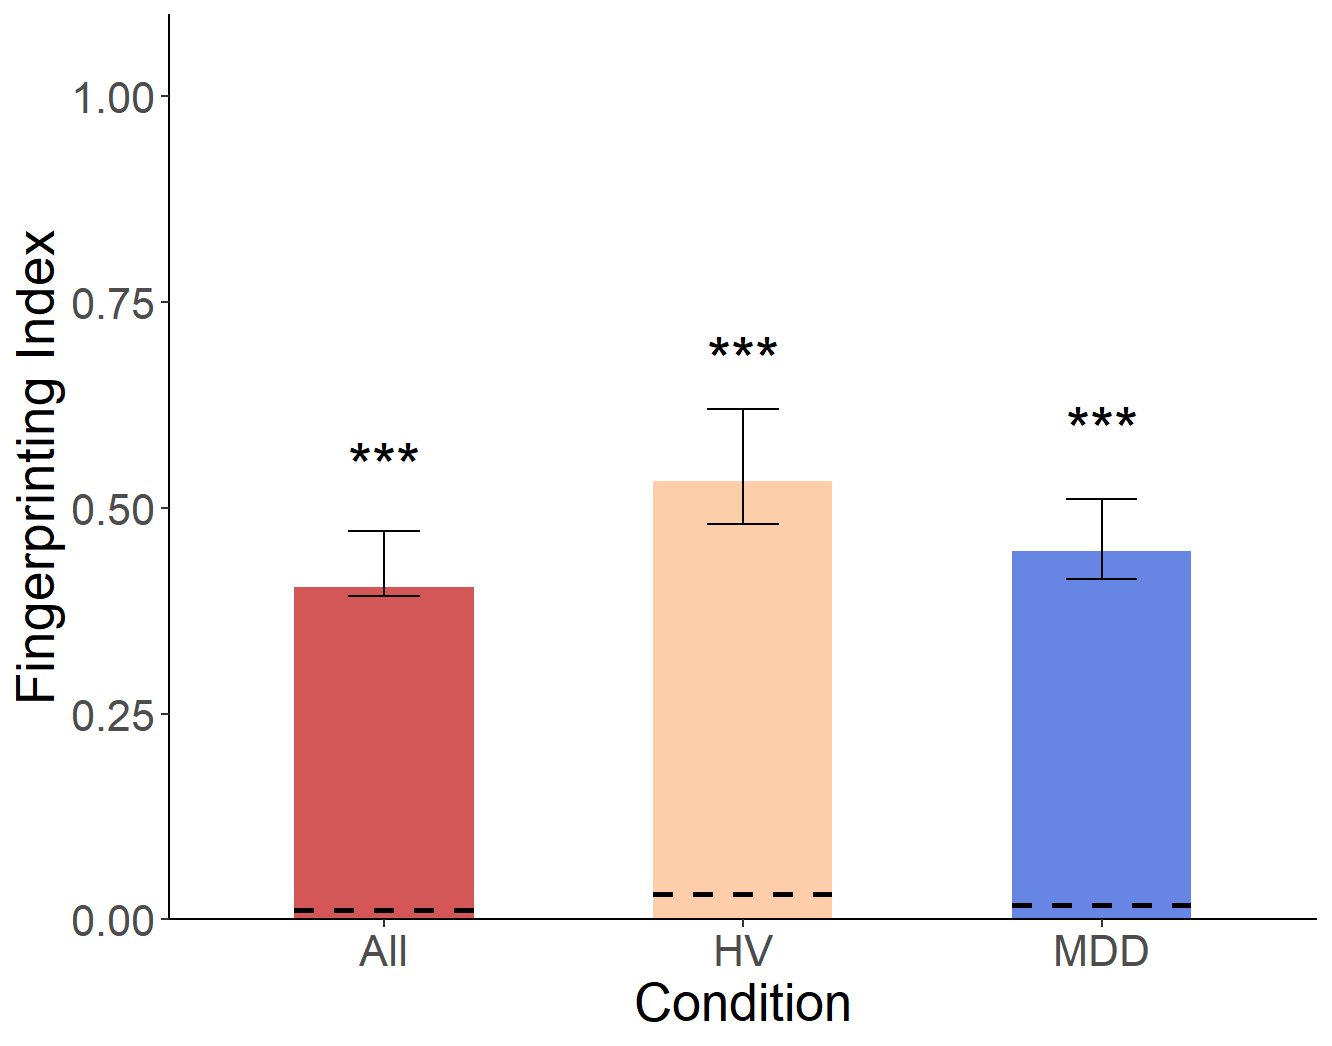 Fingerprinting Index
1.00
0.75
0.50
0.25
0.00
***
***
***
All
HV
MDD
Condition